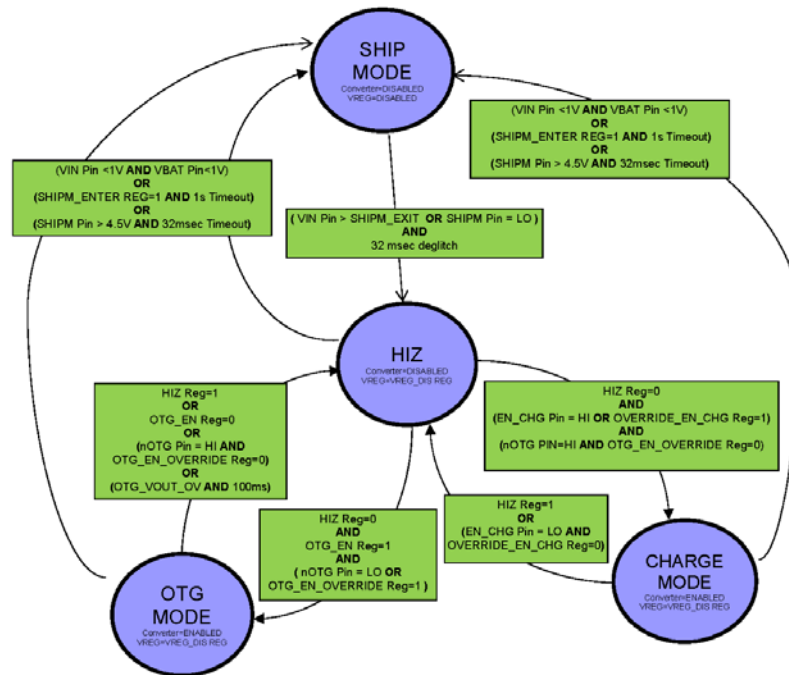 SHIP
MODE
Converter=DISABLED
VREG=DISABLED
(VIN Pin <1V AND VBAT Pin <1V)
OR
(SHIPM_ENTER REG=1 AND 1s Timeout)
OR
(SHIPM Pin > 4.5V AND 32msec Timeout)
(VIN Pin <1V AND VBAT Pin<1V)
OR
(SHIPM_ENTER REG=1 AND 1s Timeout)
OR
(SHIPM Pin > 4.5V AND 32msec Timeout)
( VIN Pin > SHIPM_EXIT OR SHIPM Pin = LO )
AND
32 msec deglitch
HIZ
Converter=DISABLED
VREG=VREG_DIS REG
HIZ Reg=1
OR
OTG_EN Reg=0
OR
(nOTG Pin = HI AND
OTG_EN_OVERRIDE Reg=0)
OR
(OTG_VOUT_OV AND 100ms)
HIZ Reg=0
AND
(EN_CHG Pin = HI OR OVERRIDE_EN_CHG Reg=1)
AND
(nOTG PIN=HI AND OTG_EN_OVERRIDE Reg=0)
HIZ Reg=0
AND
OTG_EN Reg=1
AND
( nOTG Pin = LO OR
OTG_EN_OVERRIDE Reg=1 )
HIZ Reg=1
OR
(EN_CHG Pin = LO AND
OVERRIDE_EN_CHG Reg=0)
OTG
MODE
Converter=ENABLED
VREG=VREG_DIS REG
CHARGE
MODE
Converter=ENABLED
VREG=VREG_DIS REG